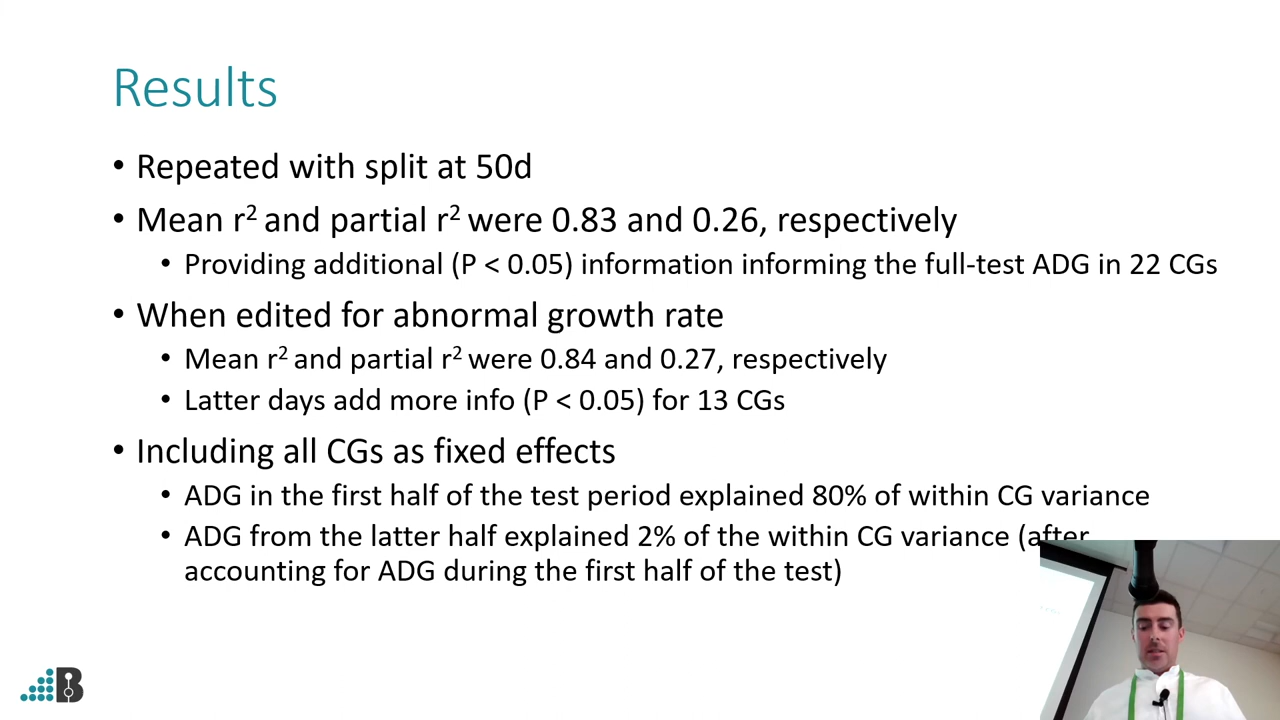 Results
• Repeated with split at 50d
• Mean r² and partial r² were 0.83 and 0.26, respectively
• Providing additional (P < 0.05) information informing the full-test ADG in 22 CGs
• When edited for abnormal growth rate
• Mean r² and partial r² were 0.84 and 0.27, respectively
• Latter days add more info (P < 0.05) for 13 CGs
• Including all CGs as fixed effects
• ADG in the first half of the test period explained 80% of within CG variance
• ADG from the latter half explained 2% of the within CG variance (after
accounting for ADG during the first half of the test)
B